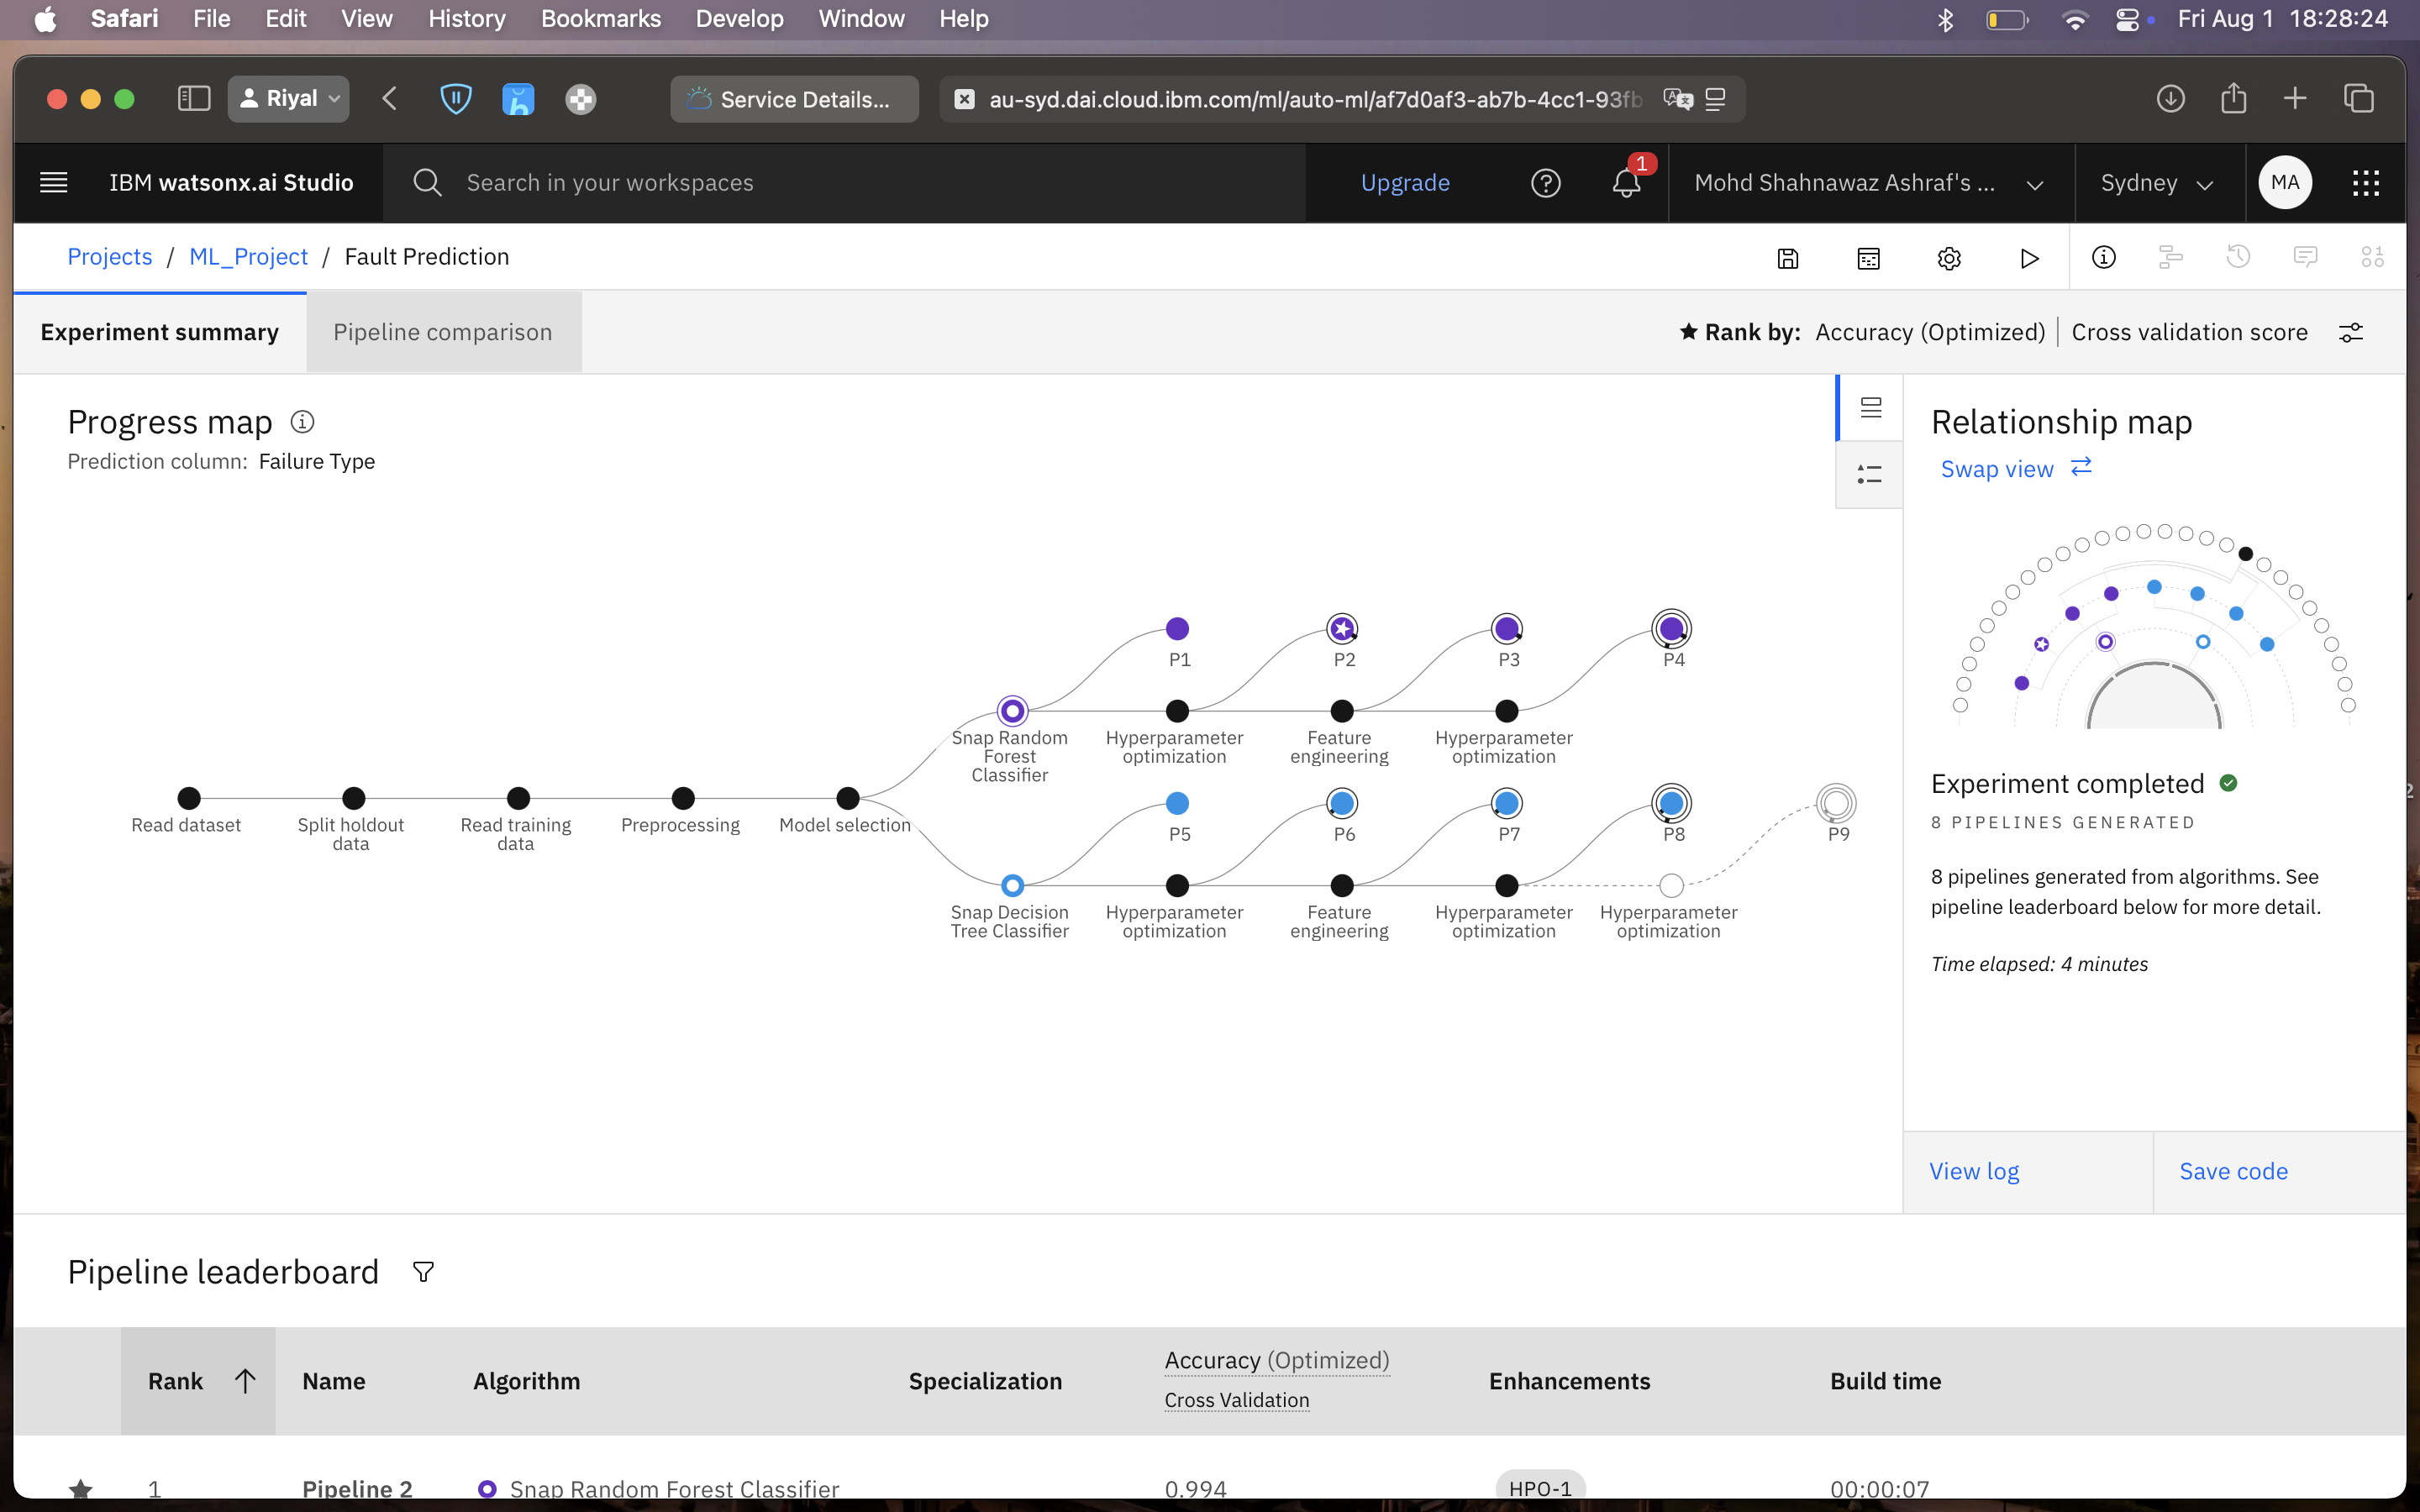 Safari File Edit View History Bookmarks Develop Window Help Fri Aug 1 18:28:24
Riyal Service Details... au-syd.dai.cloud.ibm.com/ml/auto-ml/af7d0af3-ab7b-4cc1-93fb
IBM watsonx.ai Studio Search in your workspaces Upgrade 1 Mohd Shahnawaz Ashraf's ... Sydney MA
Projects / ML_Project / Fault Prediction
Experiment summary Pipeline comparison Rank by: Accuracy (Optimized) Cross validation score
Progress map
Prediction column: Failure Type
P1 P2 P3 P4
Snap Random Forest Classifier
Hyperparameter optimization
Feature engineering
Hyperparameter optimization
Read dataset
Split holdout data
Read training data
Preprocessing
Model selection
P5 P6 P7 P8 P9
Snap Decision Tree Classifier
Hyperparameter optimization
Feature engineering
Hyperparameter optimization
Hyperparameter optimization
Relationship map
Swap view
Experiment completed
8 PIPELINES GENERATED
8 pipelines generated from algorithms. See
pipeline leaderboard below for more detail.
Time elapsed: 4 minutes
View log Save code
Pipeline leaderboard
Rank Name Algorithm Specialization Accuracy (Optimized) Cross Validation Enhancements Build time
1 Pipeline 2 Snap Random Forest Classifier 0.994 HPO-1 00:00:07